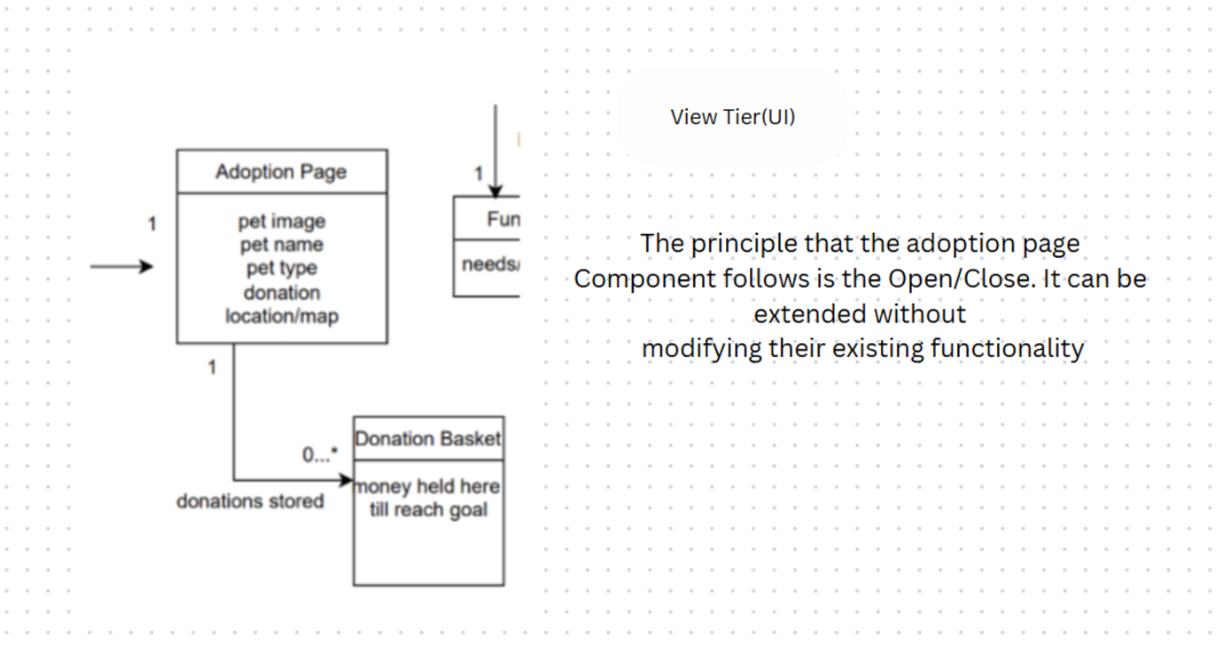 View Tier(UI)
Adoption Page
1
pet image
pet name
pet type
donation
location/map
1
Fun
needs/
The principle that the adoption page
Component follows is the Open/Close. It can be
extended without
modifying their existing functionality
1
0...*
donations stored
Donation Basket
money held here
till reach goal